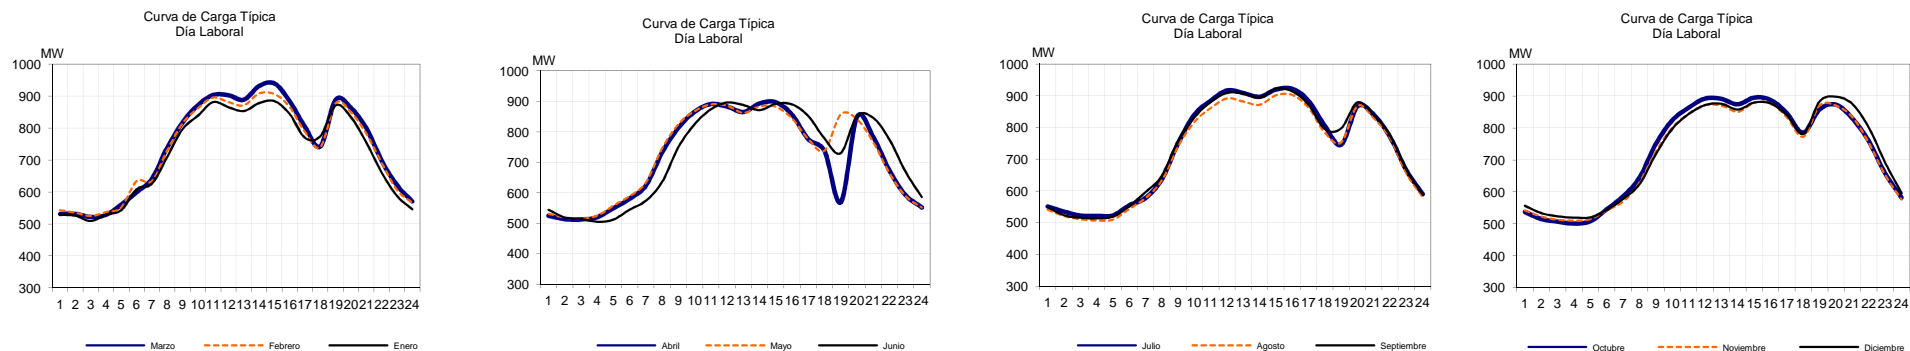 Curva de Carga Típica
Día Laboral
MW
1000
900
800
700
600
500
400
300
1 2 3 4 5 6 7 8 9 10 11 12 13 14 15 16 17 18 19 20 21 22 23 24
Marzo Febrero Enero
Curva de Carga Típica
Día Laboral
MW
1000
900
800
700
600
500
400
300
1 2 3 4 5 6 7 8 9 10 11 12 13 14 15 16 17 18 19 20 21 22 23 24
Abril Mayo Junio
Curva de Carga Típica
Día Laboral
MW
1000
900
800
700
600
500
400
300
1 2 3 4 5 6 7 8 9 10 11 12 13 14 15 16 17 18 19 20 21 22 23 24
Julio Agosto Septiembre
Curva de Carga Típica
Día Laboral
MW
1000
900
800
700
600
500
400
300
1 2 3 4 5 6 7 8 9 10 11 12 13 14 15 16 17 18 19 20 21 22 23 24
Octubre Noviembre Diciembre